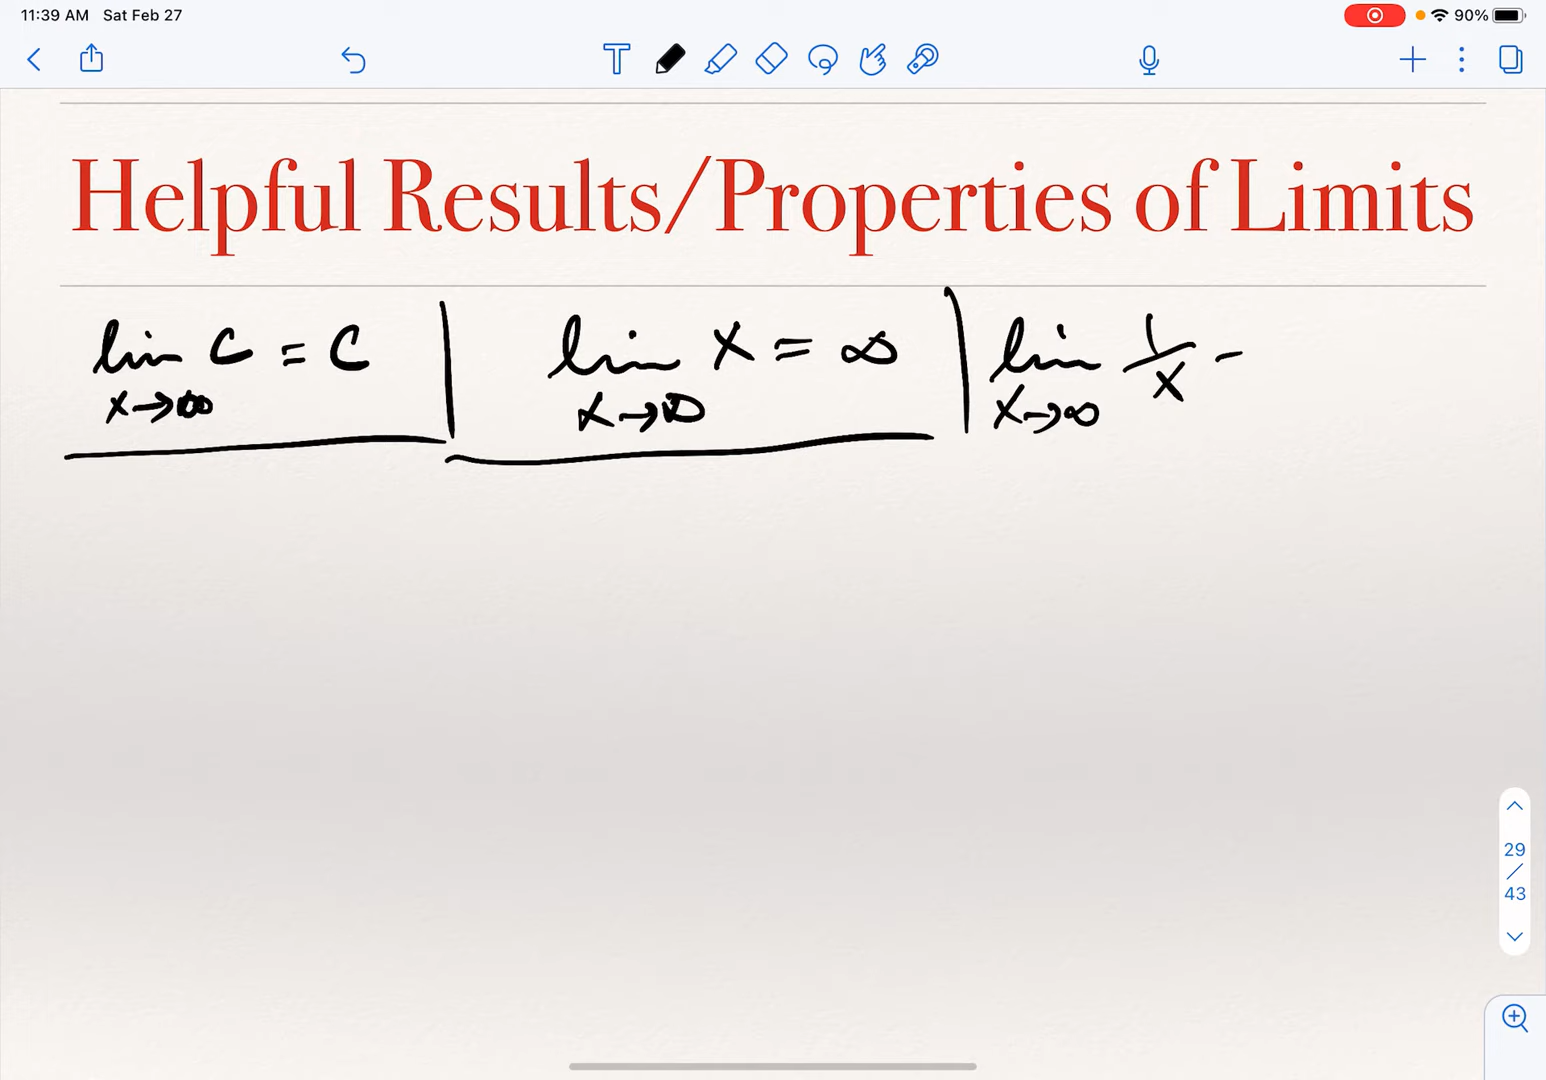 11:39 AM Sat Feb 27
90%
Helpful Results/Properties of Limits
lim C = C
x→∞
lim x = ∞
x→∞
lim 1/x -
x→∞
29
/
43